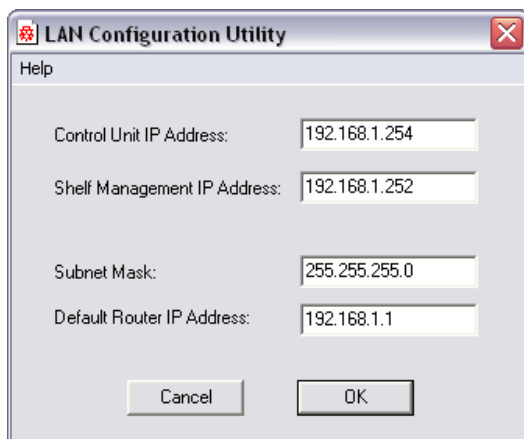 LAN Configuration Utility
Help
Control Unit IP Address: 192.168.1.254
Shelf Management IP Address: 192.168.1.252
Subnet Mask: 255.255.255.0
Default Router IP Address: 192.168.1.1
Cancel OK